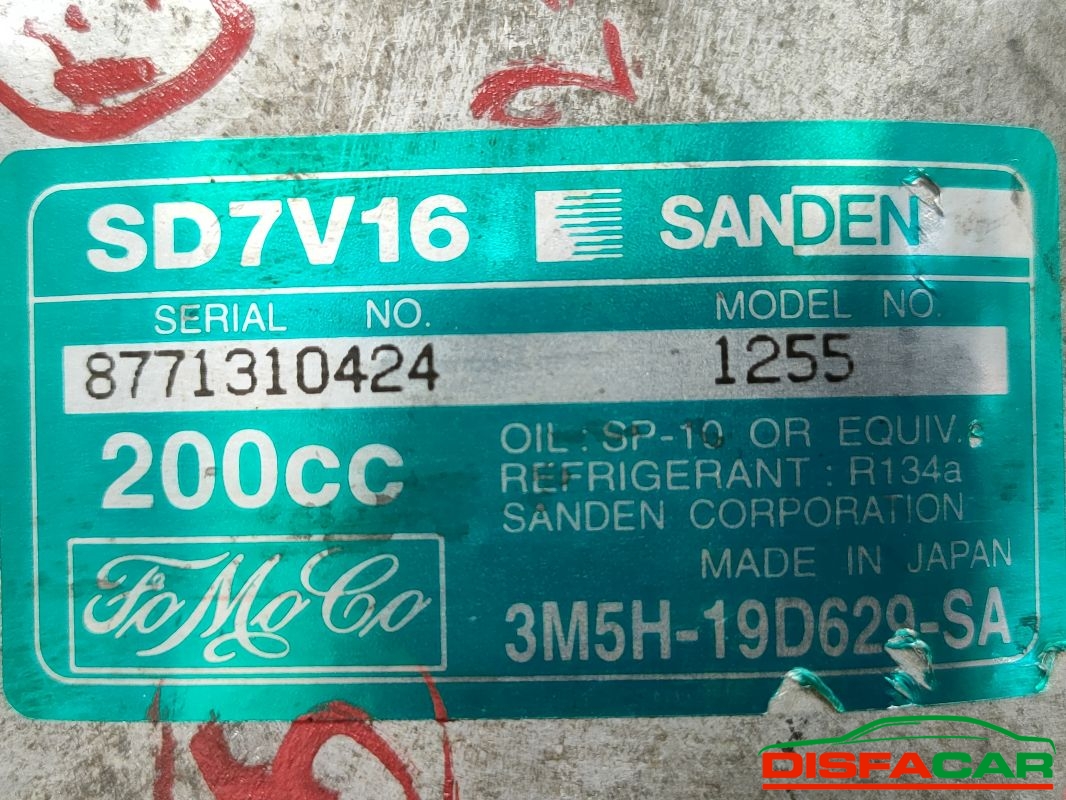 SD7V16 SANDEN
SERIAL NO. MODEL NO.
8771310424 1255
200cc
OIL : SP-10 OR EQUIV.
REFRIGERANT : R134a
SANDEN CORPORATION
MADE IN JAPAN
FoMoCo
3M5H-19D629-SA
DISFACAR